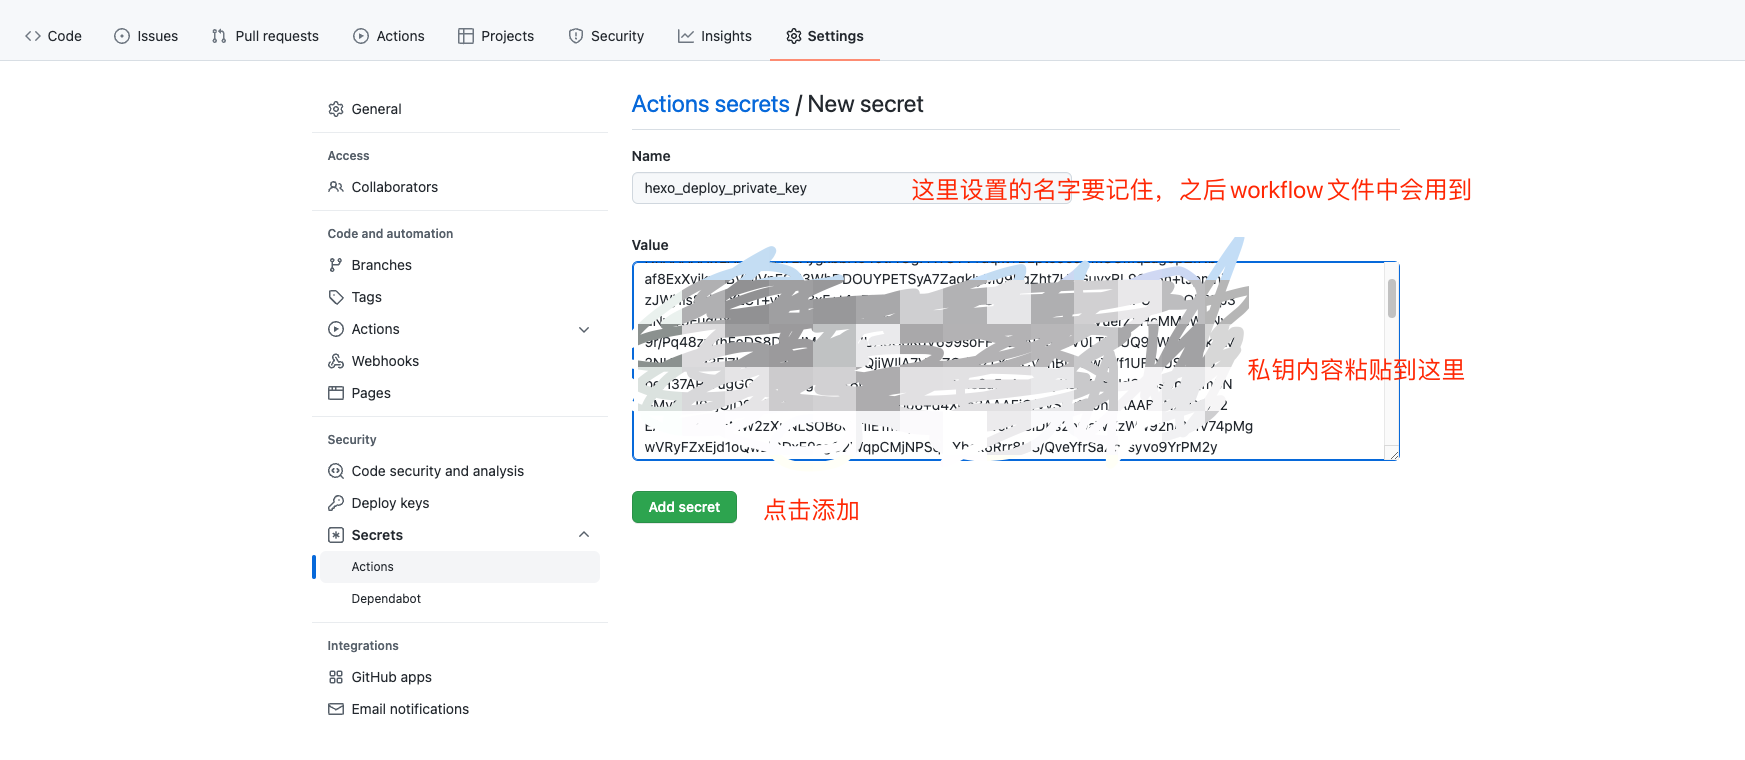 Code Issues Pull requests Actions Projects Security Insights Settings
General
Access
Collaborators
Code and automation
Branches
Tags
Actions
Webhooks
Pages
Security
Code security and analysis
Deploy keys
Secrets
Actions
Dependabot
Integrations
GitHub apps
Email notifications
Actions secrets / New secret
Name
hexo_deploy_private_key
这里设置的名字要记住，之后workflow文件中会用到
Value
私钥内容粘贴到这里
Add secret
点击添加